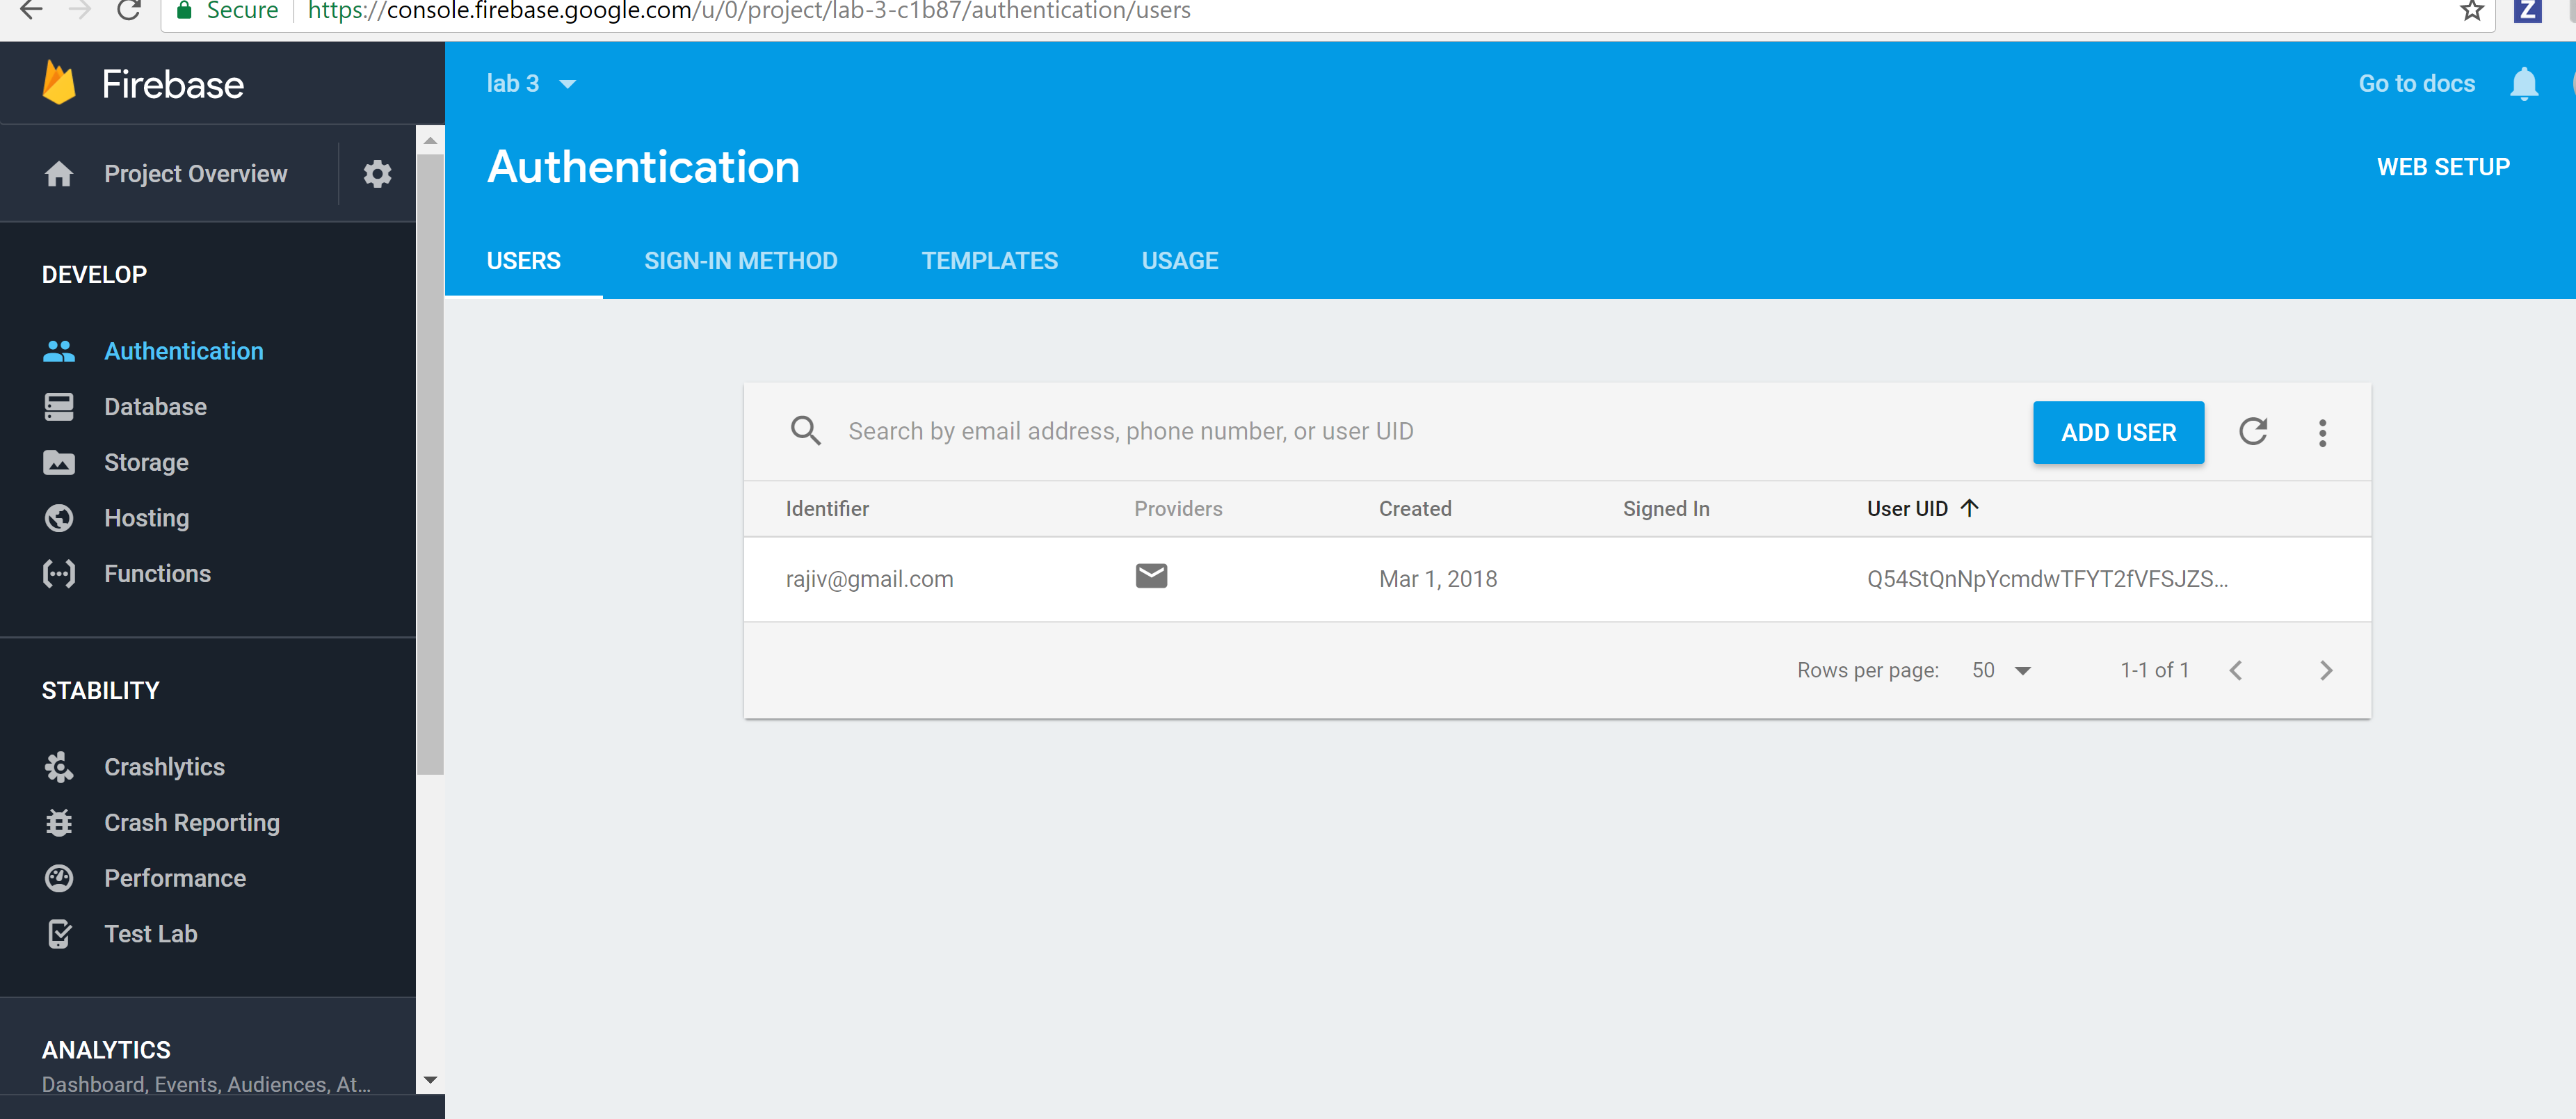 Secure https://console.firebase.google.com/u/0/project/lab-3-c1b87/authentication/users
Z
Firebase
Project Overview
DEVELOP
Authentication
Database
Storage
Hosting
Functions
STABILITY
Crashlytics
Crash Reporting
Performance
Test Lab
ANALYTICS
Dashboard, Events, Audiences, At...
lab 3
Go to docs
Authentication
WEB SETUP
USERS SIGN-IN METHOD TEMPLATES USAGE
Search by email address, phone number, or user UID
ADD USER
Identifier Providers Created Signed In User UID
rajiv@gmail.com Mar 1, 2018 Q54StQnNpYcmdwTFYT2fVFSJZS...
Rows per page: 50 1-1 of 1